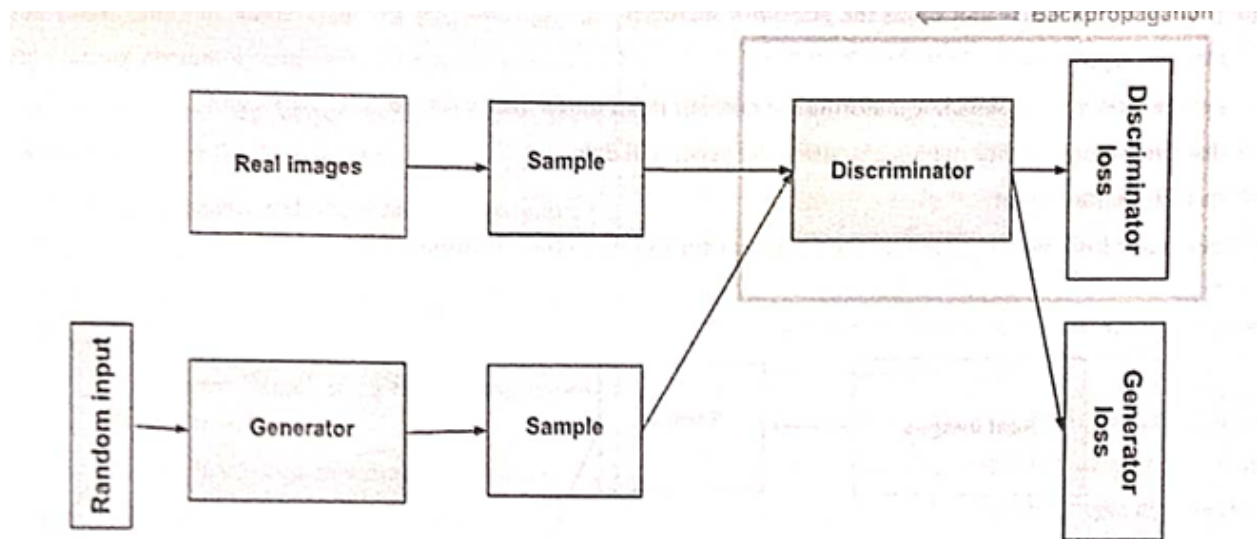 Backpropagation
Real images
Sample
Discriminator
Discriminator
loss
Random input
Generator
Sample
Generator
loss